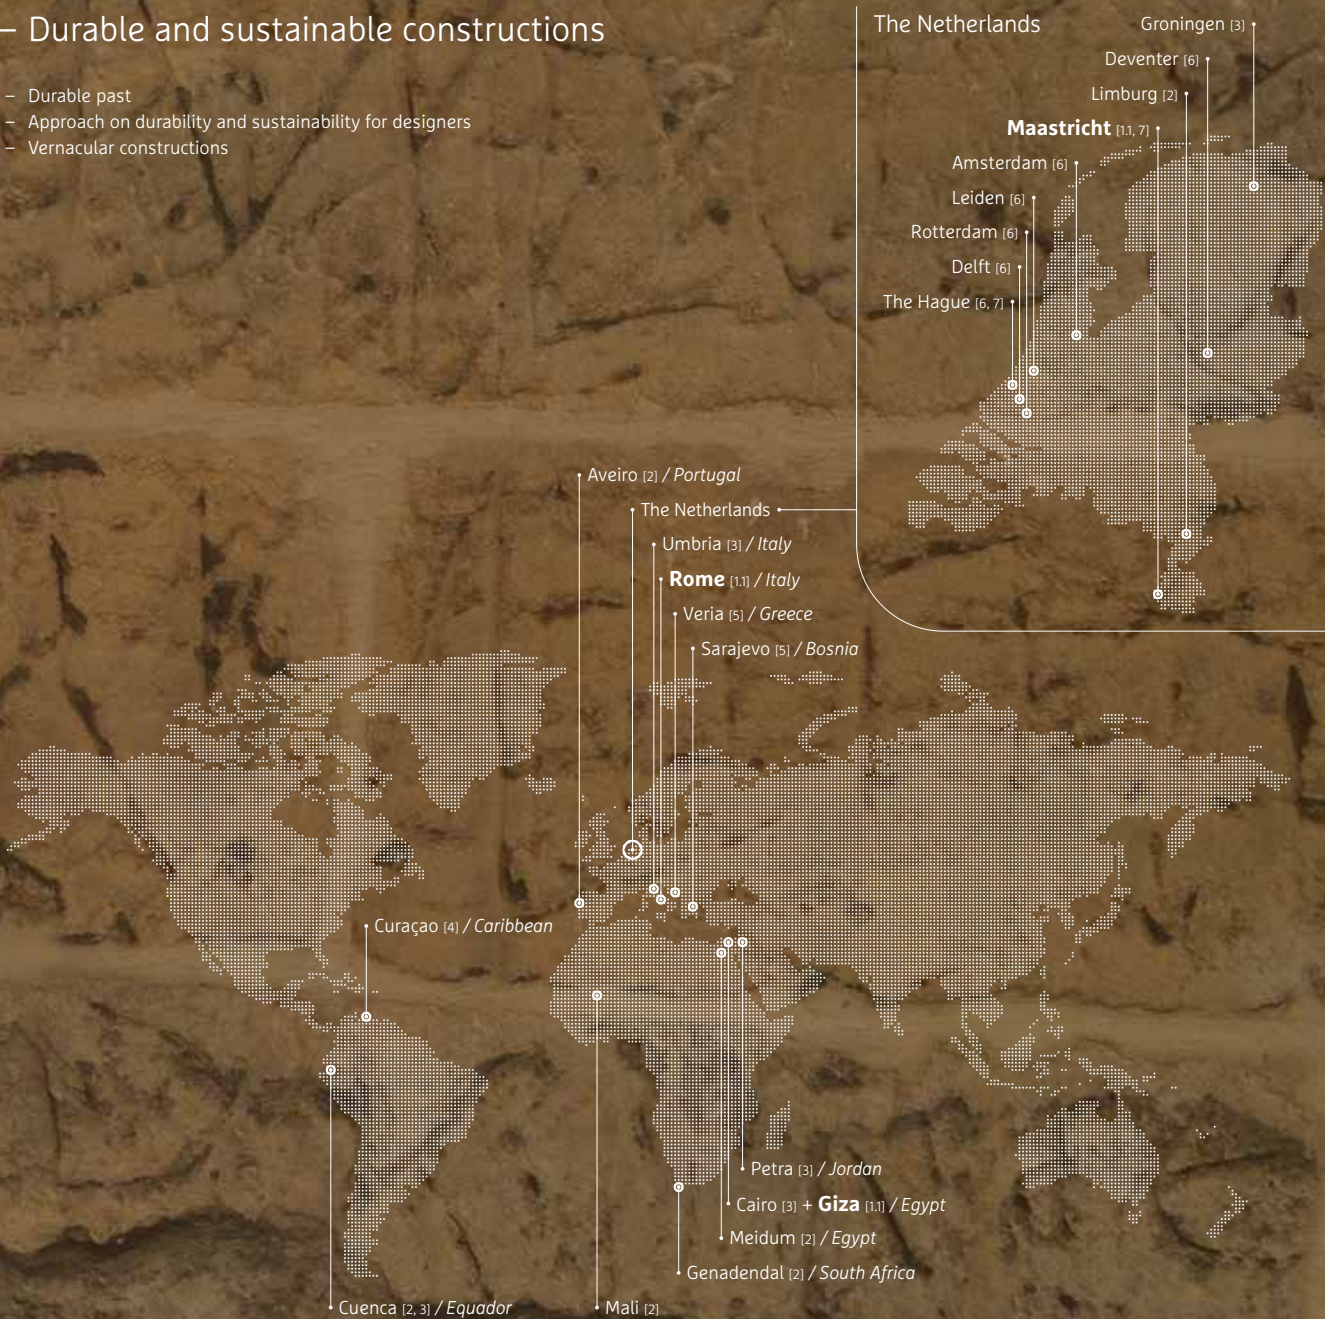 – Durable and sustainable constructions
– Durable past
– Approach on durability and sustainability for designers
– Vernacular constructions
The Netherlands
Groningen [3]
Deventer [6]
Limburg [2]
Maastricht [1.1, 7]
Amsterdam [6]
Leiden [6]
Rotterdam [6]
Delft [6]
The Hague [6, 7]
Aveiro [2] / Portugal
The Netherlands
Umbria [3] / Italy
Rome [1.1] / Italy
Veria [5] / Greece
Sarajevo [5] / Bosnia
Curaçao [4] / Caribbean
Petra [3] / Jordan
Cairo [3] + Giza [1.1] / Egypt
Meidum [2] / Egypt
Genadendal [2] / South Africa
Cuenca [2, 3] / Equador
Mali [2]